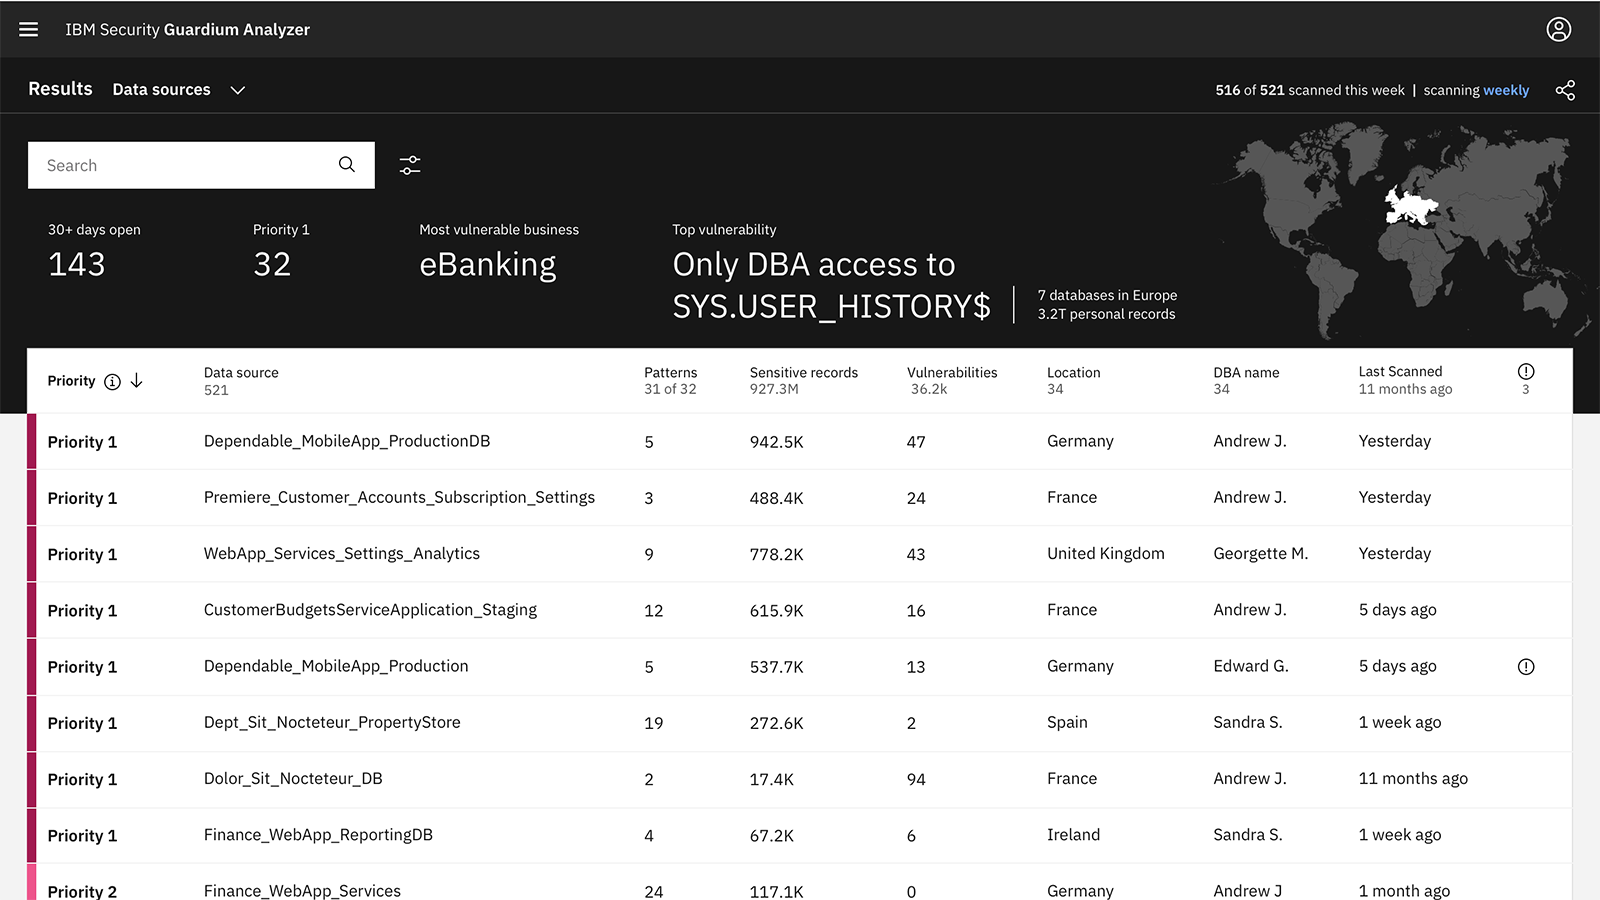 IBM Security Guardium Analyzer
Results Data sources
516 of 521 scanned this week | scanning weekly
Search
30+ days open
143
Priority 1
32
Most vulnerable business
eBanking
Top vulnerability
Only DBA access to
SYS.USER_HISTORY$
7 databases in Europe
3.2T personal records
Priority
Data source
521
Patterns
31 of 32
Sensitive records
927.3M
Vulnerabilities
36.2k
Location
34
DBA name
34
Last Scanned
11 months ago
3
Priority 1 Dependable_MobileApp_ProductionDB 5 942.5K 47 Germany Andrew J. Yesterday
Priority 1 Premiere_Customer_Accounts_Subscription_Settings 3 488.4K 24 France Andrew J. Yesterday
Priority 1 WebApp_Services_Settings_Analytics 9 778.2K 43 United Kingdom Georgette M. Yesterday
Priority 1 CustomerBudgetsServiceApplication_Staging 12 615.9K 16 France Andrew J. 5 days ago
Priority 1 Dependable_MobileApp_Production 5 537.7K 13 Germany Edward G. 5 days ago
Priority 1 Dept_Sit_Nocteteur_PropertyStore 19 272.6K 2 Spain Sandra S. 1 week ago
Priority 1 Dolor_Sit_Nocteteur_DB 2 17.4K 94 France Andrew J. 11 months ago
Priority 1 Finance_WebApp_ReportingDB 4 67.2K 6 Ireland Sandra S. 1 week ago
Priority 2 Finance_WebApp_Services 24 117.1K 0 Germany Andrew J 1 month ago